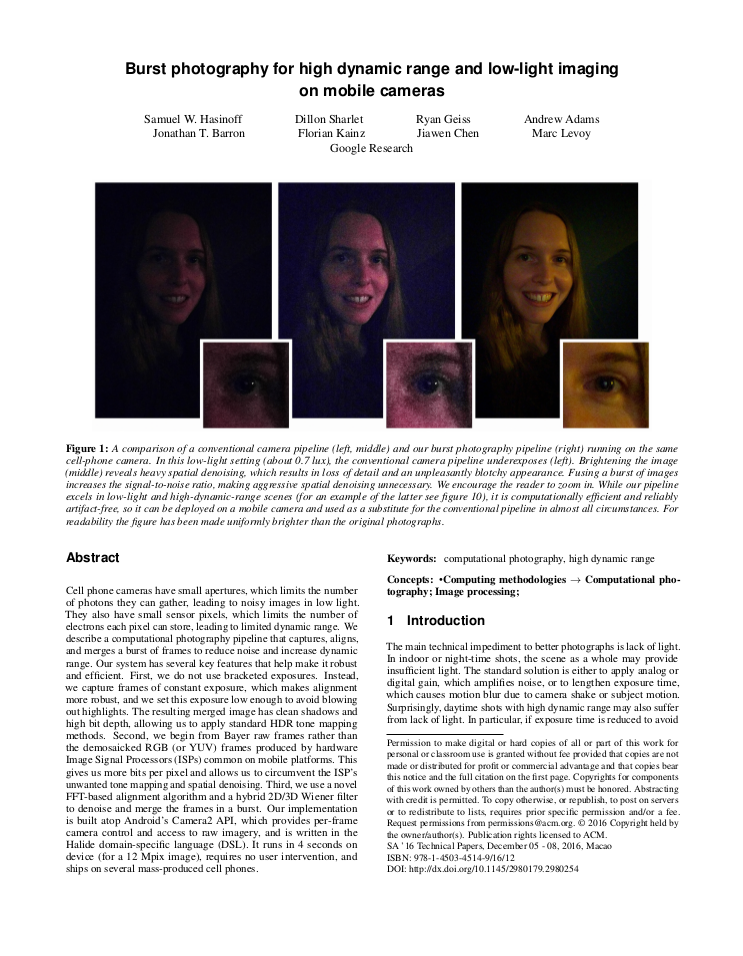 Burst photography for high dynamic range and low-light imaging
on mobile cameras
Samuel W. Hasinoff Dillon Sharlet Ryan Geiss Andrew Adams
Jonathan T. Barron Florian Kainz Jiawen Chen Marc Levoy
Google Research
Figure 1: A comparison of a conventional camera pipeline (left, middle) and our burst photography pipeline (right) running on the same
cell-phone camera. In this low-light setting (about 0.7 lux), the conventional camera pipeline underexposes (left). Brightening the image
(middle) reveals heavy spatial denoising, which results in loss of detail and an unpleasantly blotchy appearance. Fusing a burst of images
increases the signal-to-noise ratio, making aggressive spatial denoising unnecessary. We encourage the reader to zoom in. While our pipeline
excels in low-light and high-dynamic-range scenes (for an example of the latter see figure 10), it is computationally efficient and reliably
artifact-free, so it can be deployed on a mobile camera and used as a substitute for the conventional pipeline in almost all circumstances. For
readability the figure has been made uniformly brighter than the original photographs.
Abstract
Cell phone cameras have small apertures, which limits the number
of photons they can gather, leading to noisy images in low light.
They also have small sensor pixels, which limits the number of
electrons each pixel can store, leading to limited dynamic range. We
describe a computational photography pipeline that captures, aligns,
and merges a burst of frames to reduce noise and increase dynamic
range. Our system has several key features that help make it robust
and efficient. First, we do not use bracketed exposures. Instead,
we capture frames of constant exposure, which makes alignment
more robust, and we set this exposure low enough to avoid blowing
out highlights. The resulting merged image has clean shadows and
high bit depth, allowing us to apply standard HDR tone mapping
methods. Second, we begin from Bayer raw frames rather than
the demosaicked RGB (or YUV) frames produced by hardware
Image Signal Processors (ISPs) common on mobile platforms. This
gives us more bits per pixel and allows us to circumvent the ISP's
unwanted tone mapping and spatial denoising. Third, we use a novel
FFT-based alignment algorithm and a hybrid 2D/3D Wiener filter
to denoise and merge the frames in a burst. Our implementation
is built atop Android's Camera2 API, which provides per-frame
camera control and access to raw imagery, and is written in the
Halide domain-specific language (DSL). It runs in 4 seconds on
device (for a 12 Mpix image), requires no user intervention, and
ships on several mass-produced cell phones.
Keywords: computational photography, high dynamic range
Concepts: •Computing methodologies → Computational pho-
tography; Image processing;
1 Introduction
The main technical impediment to better photographs is lack of light.
In indoor or night-time shots, the scene as a whole may provide
insufficient light. The standard solution is either to apply analog or
digital gain, which amplifies noise, or to lengthen exposure time,
which causes motion blur due to camera shake or subject motion.
Surprisingly, daytime shots with high dynamic range may also suffer
from lack of light. In particular, if exposure time is reduced to avoid
Permission to make digital or hard copies of all or part of this work for
personal or classroom use is granted without fee provided that copies are not
made or distributed for profit or commercial advantage and that copies bear
this notice and the full citation on the first page. Copyrights for components
of this work owned by others than the author(s) must be honored. Abstracting
with credit is permitted. To copy otherwise, or republish, to post on servers
or to redistribute to lists, requires prior specific permission and/or a fee.
Request permissions from permissions@acm.org. © 2016 Copyright held by
the owner/author(s). Publication rights licensed to ACM.
SA '16 Technical Papers, December 05 - 08, 2016, Macao
ISBN: 978-1-4503-4514-9/16/12
DOI: http://dx.doi.org/10.1145/2980179.2980254